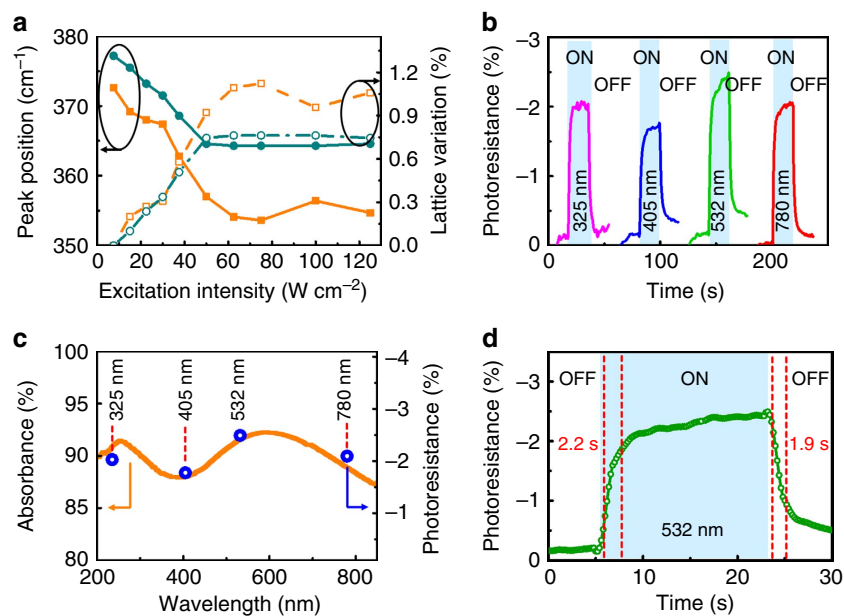 a
380
370
360
350
Peak position (cm⁻¹)
1.2
0.9
0.6
0.3
0.0
Lattice variation (%)
0 20 40 60 80 100 120
Excitation intensity (W cm⁻²)
b
−3
−2
−1
0
Photoresistance (%)
ON ON ON ON
OFF OFF OFF OFF
325 nm
405 nm
532 nm
780 nm
0 100 200
Time (s)
c
100
95
90
85
80
Absorbance (%)
325 nm
405 nm
532 nm
780 nm
−4
−3
−2
−1
Photoresistance (%)
200 400 600 800
Wavelength (nm)
d
−3
−2
−1
0
Photoresistance (%)
OFF ON OFF
2.2 s 1.9 s
532 nm
0 10 20 30
Time (s)